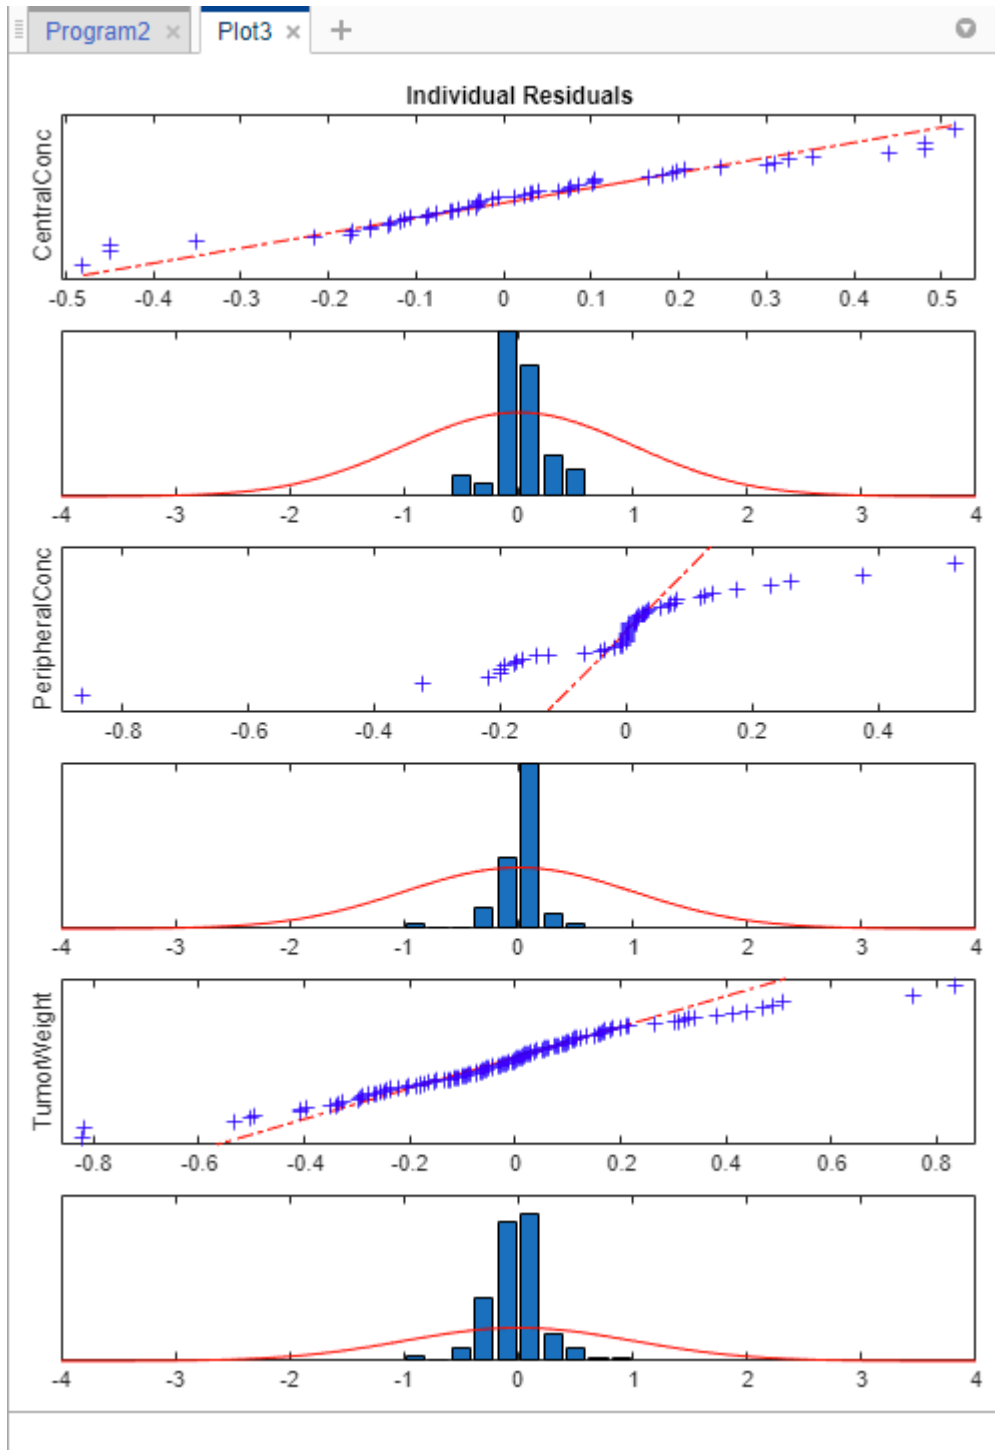 Program2 × Plot3 × +
Individual Residuals
CentralConc
-0.5 -0.4 -0.3 -0.2 -0.1 0 0.1 0.2 0.3 0.4 0.5
-4 -3 -2 -1 0 1 2 3 4
PeripheralConc
-0.8 -0.6 -0.4 -0.2 0 0.2 0.4
-4 -3 -2 -1 0 1 2 3 4
TumorWeight
-0.8 -0.6 -0.4 -0.2 0 0.2 0.4 0.6 0.8
-4 -3 -2 -1 0 1 2 3 4